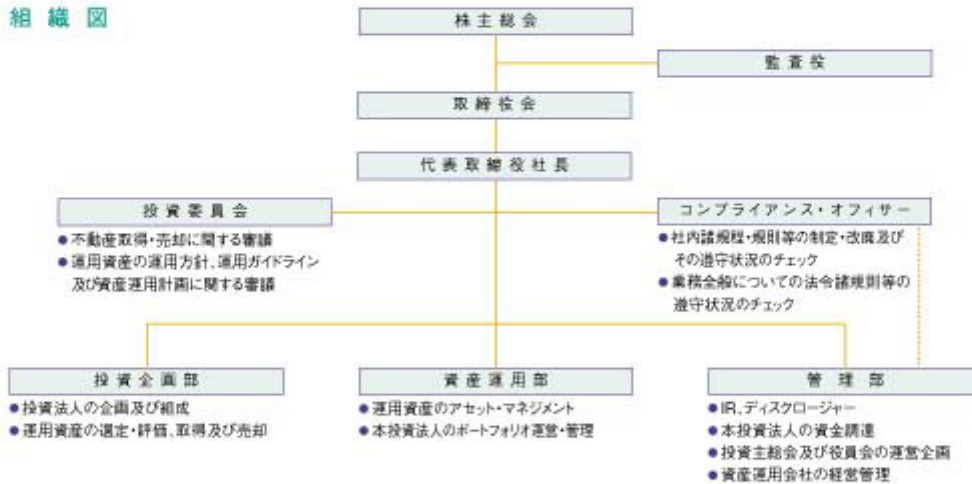 組織図
株主総会
監査役
取締役会
代表取締役社長
投資委員会
●不動産取得・売却に関する審議
●運用資産の運用方針、運用ガイドライン
及び資産運用計画に関する審議
コンプライアンス・オフィサー
●社内諸規程・規則等の制定・改廃及び
その遵守状況のチェック
●業務全般についての法令諸規則等の
遵守状況のチェック
投資企画部
●投資法人の企画及び組成
●運用資産の選定・評価、取得及び売却
資産運用部
●運用資産のアセット・マネジメント
●本投資法人のポートフォリオ運営・管理
管理部
●IR、ディスクロージャー
●本投資法人の資金調達
●投資主総会及び役員会の運営企画
●資産運用会社の経営管理